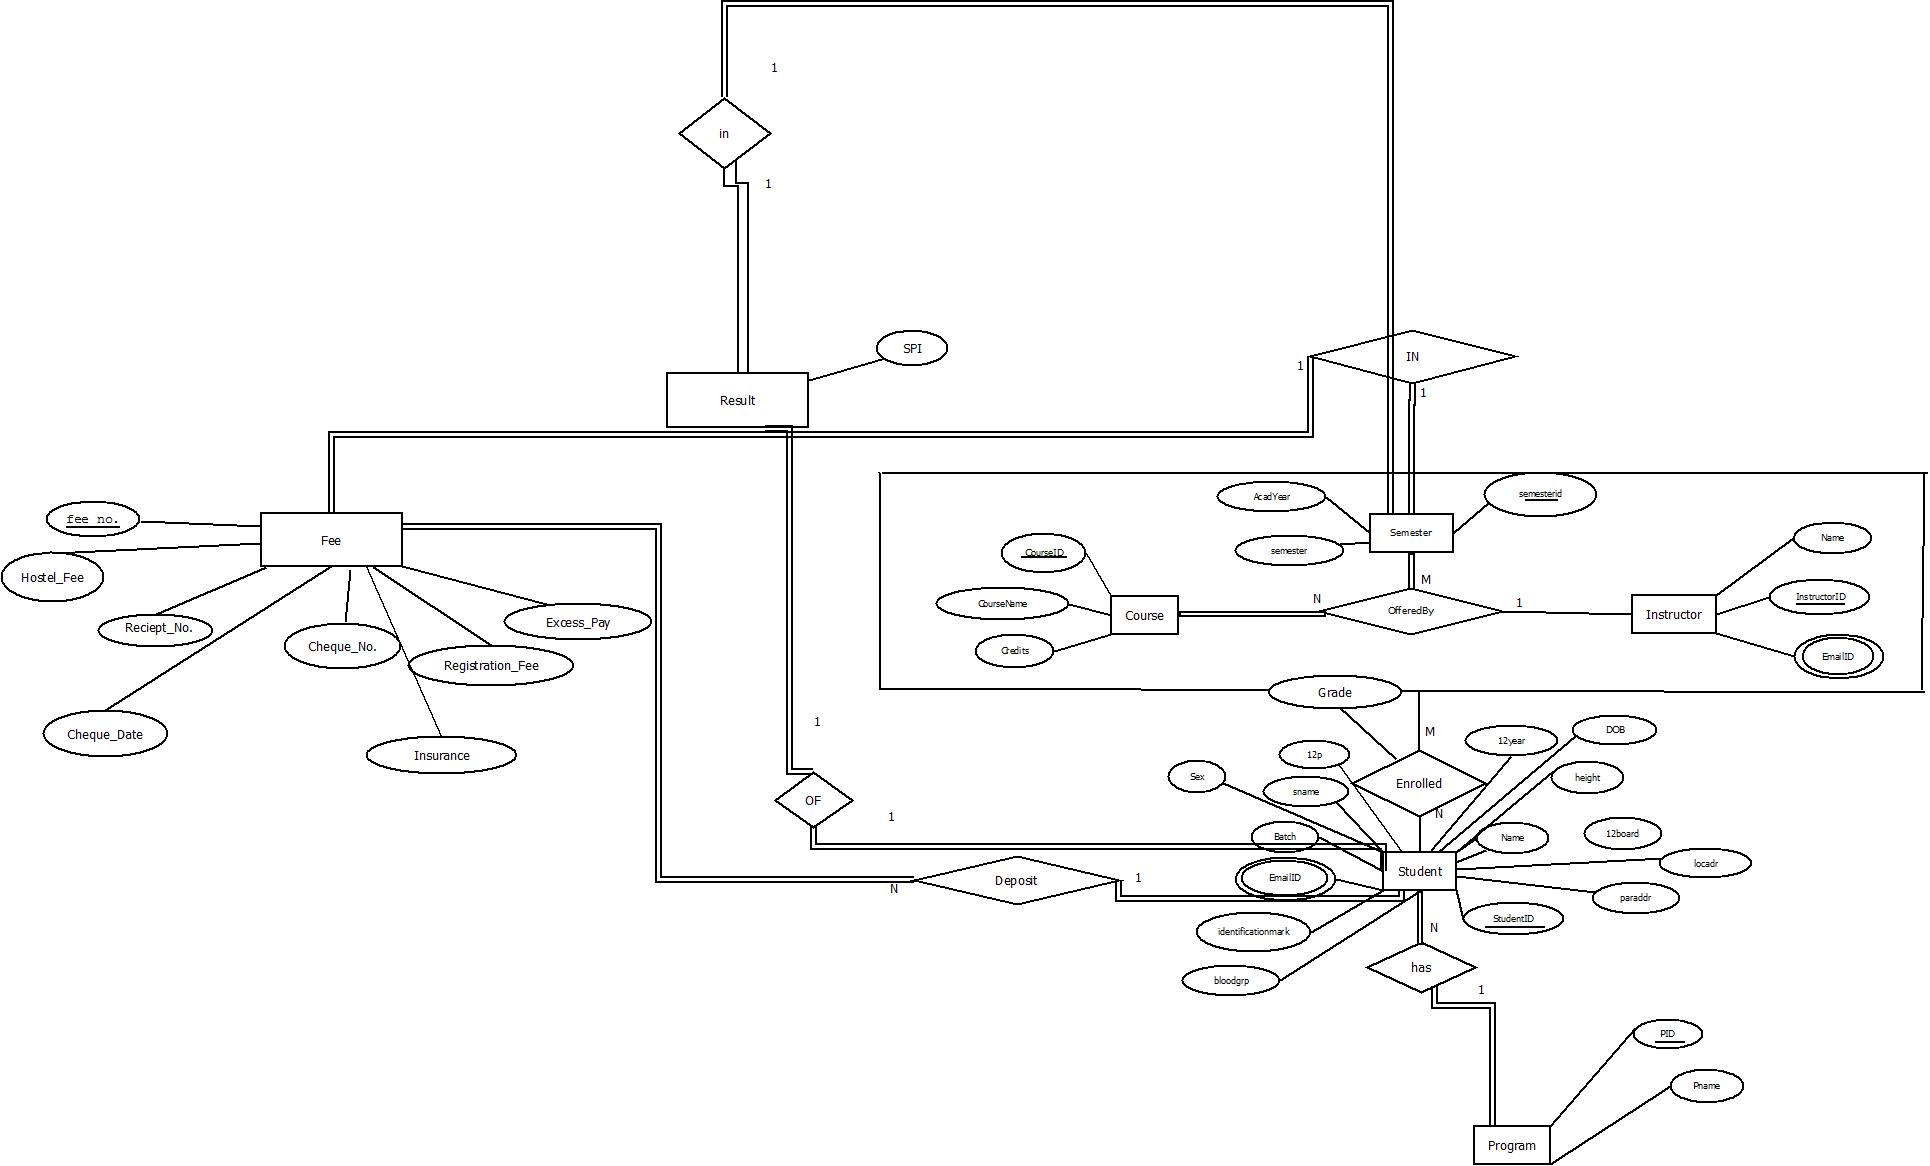 1
in
1
SPI
IN
1
1
Result
AcadYear
semesterid
fee no.
Semester
Fee
Name
CourseID
semester
Hostel_Fee
M
InstructorID
N
1
CourseName
OfferedBy
Course
Instructor
Excess_Pay
Reciept_No.
Cheque_No.
Credits
EmailID
Registration_Fee
Grade
1
M
DOB
Cheque_Date
12year
Insurance
12p
Sex
height
Enrolled
sname
OF
N
1
Batch
Name
12board
locadr
Student
EmailID
1
Deposit
N
paraddr
StudentID
N
identificationmark
has
bloodgrp
1
PID
Pname
Program